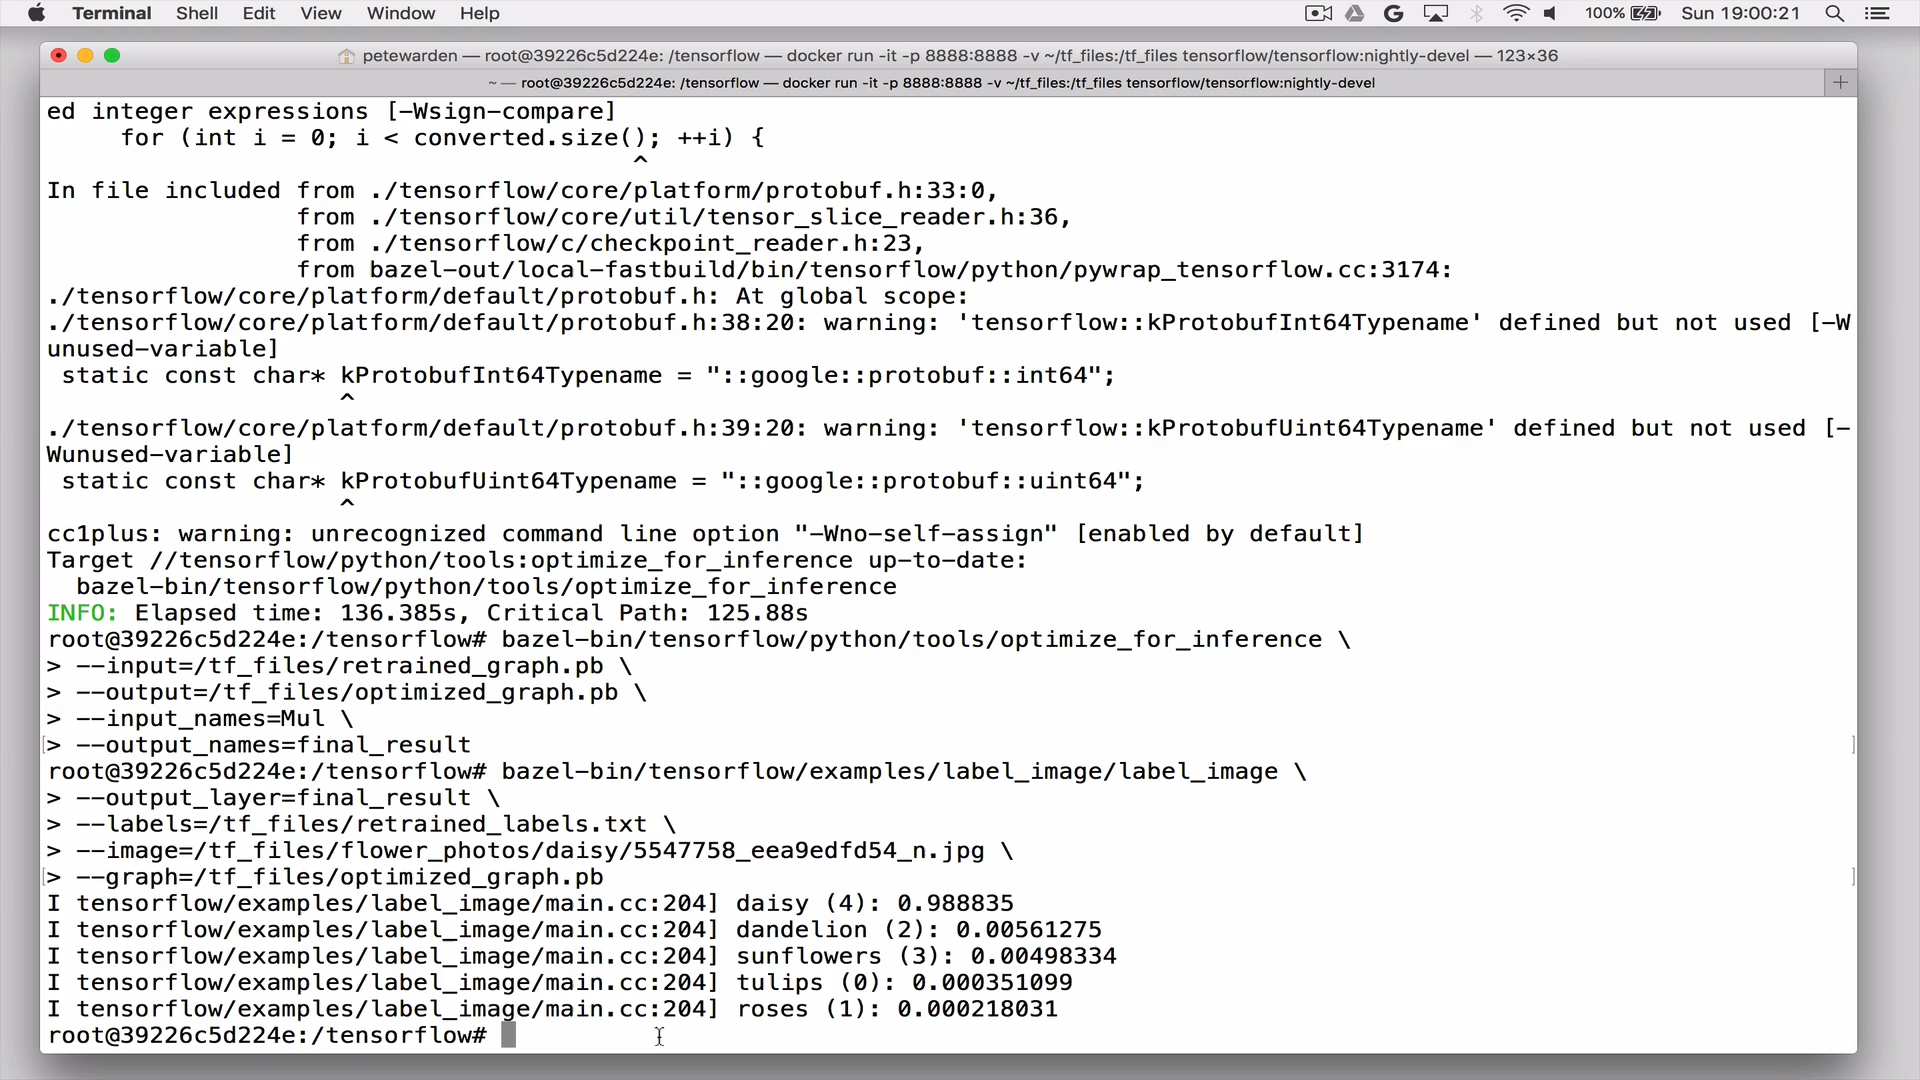 Terminal Shell Edit View Window Help 100% Sun 19:00:21
petewarden — root@39226c5d224e: /tensorflow — docker run -it -p 8888:8888 -v ~/tf_files:/tf_files tensorflow/tensorflow:nightly-devel — 123×36
~ — root@39226c5d224e: /tensorflow — docker run -it -p 8888:8888 -v ~/tf_files:/tf_files tensorflow/tensorflow:nightly-devel
ed integer expressions [-Wsign-compare]
     for (int i = 0; i < converted.size(); ++i) {
                                        ^
In file included from ./tensorflow/core/platform/protobuf.h:33:0,
                 from ./tensorflow/core/util/tensor_slice_reader.h:36,
                 from ./tensorflow/c/checkpoint_reader.h:23,
                 from bazel-out/local-fastbuild/bin/tensorflow/python/pywrap_tensorflow.cc:3174:
./tensorflow/core/platform/default/protobuf.h: At global scope:
./tensorflow/core/platform/default/protobuf.h:38:20: warning: 'tensorflow::kProtobufInt64Typename' defined but not used [-W
unused-variable]
 static const char* kProtobufInt64Typename = "::google::protobuf::int64";
                    ^
./tensorflow/core/platform/default/protobuf.h:39:20: warning: 'tensorflow::kProtobufUint64Typename' defined but not used [-
Wunused-variable]
 static const char* kProtobufUint64Typename = "::google::protobuf::uint64";
                    ^
cc1plus: warning: unrecognized command line option "-Wno-self-assign" [enabled by default]
Target //tensorflow/python/tools:optimize_for_inference up-to-date:
  bazel-bin/tensorflow/python/tools/optimize_for_inference
INFO: Elapsed time: 136.385s, Critical Path: 125.88s
root@39226c5d224e:/tensorflow# bazel-bin/tensorflow/python/tools/optimize_for_inference \
> --input=/tf_files/retrained_graph.pb \
> --output=/tf_files/optimized_graph.pb \
> --input_names=Mul \
> --output_names=final_result
root@39226c5d224e:/tensorflow# bazel-bin/tensorflow/examples/label_image/label_image \
> --output_layer=final_result \
> --labels=/tf_files/retrained_labels.txt \
> --image=/tf_files/flower_photos/daisy/5547758_eea9edfd54_n.jpg \
> --graph=/tf_files/optimized_graph.pb
I tensorflow/examples/label_image/main.cc:204] daisy (4): 0.988835
I tensorflow/examples/label_image/main.cc:204] dandelion (2): 0.00561275
I tensorflow/examples/label_image/main.cc:204] sunflowers (3): 0.00498334
I tensorflow/examples/label_image/main.cc:204] tulips (0): 0.000351099
I tensorflow/examples/label_image/main.cc:204] roses (1): 0.000218031
root@39226c5d224e:/tensorflow#